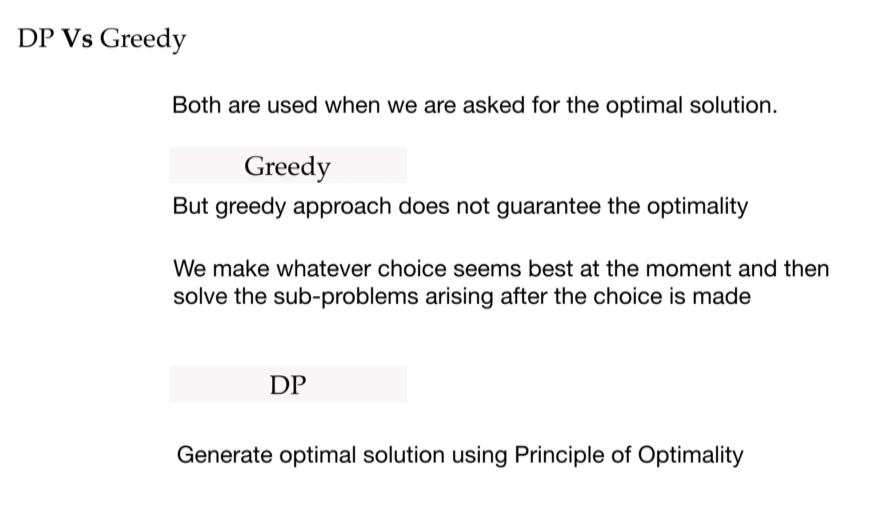 DP Vs Greedy
Both are used when we are asked for the optimal solution.
Greedy
But greedy approach does not guarantee the optimality
We make whatever choice seems best at the moment and then
solve the sub-problems arising after the choice is made
DP
Generate optimal solution using Principle of Optimality